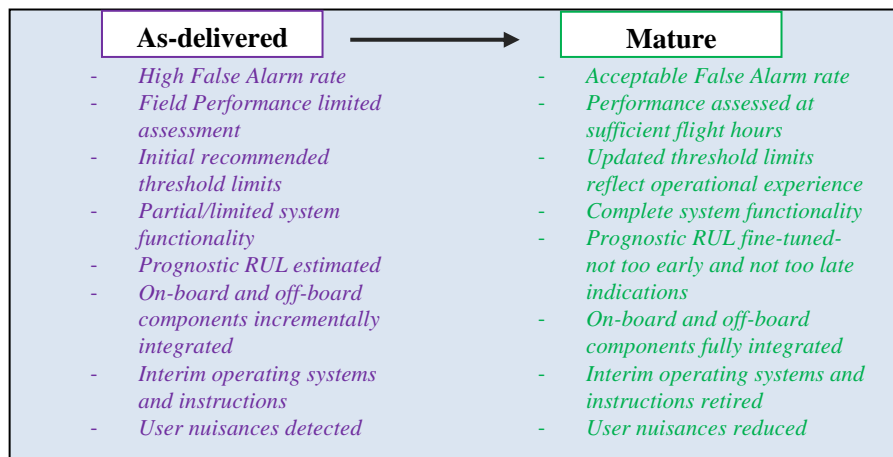 As-delivered
- High False Alarm rate
- Field Performance limited
assessment
- Initial recommended
threshold limits
- Partial/limited system
functionality
- Prognostic RUL estimated
- On-board and off-board
components incrementally
integrated
- Interim operating systems
and instructions
- User nuisances detected
Mature
- Acceptable False Alarm rate
- Performance assessed at
sufficient flight hours
- Updated threshold limits
reflect operational experience
- Complete system functionality
- Prognostic RUL fine-tuned-
not too early and not too late
indications
- On-board and off-board
components fully integrated
- Interim operating systems and
instructions retired
- User nuisances reduced